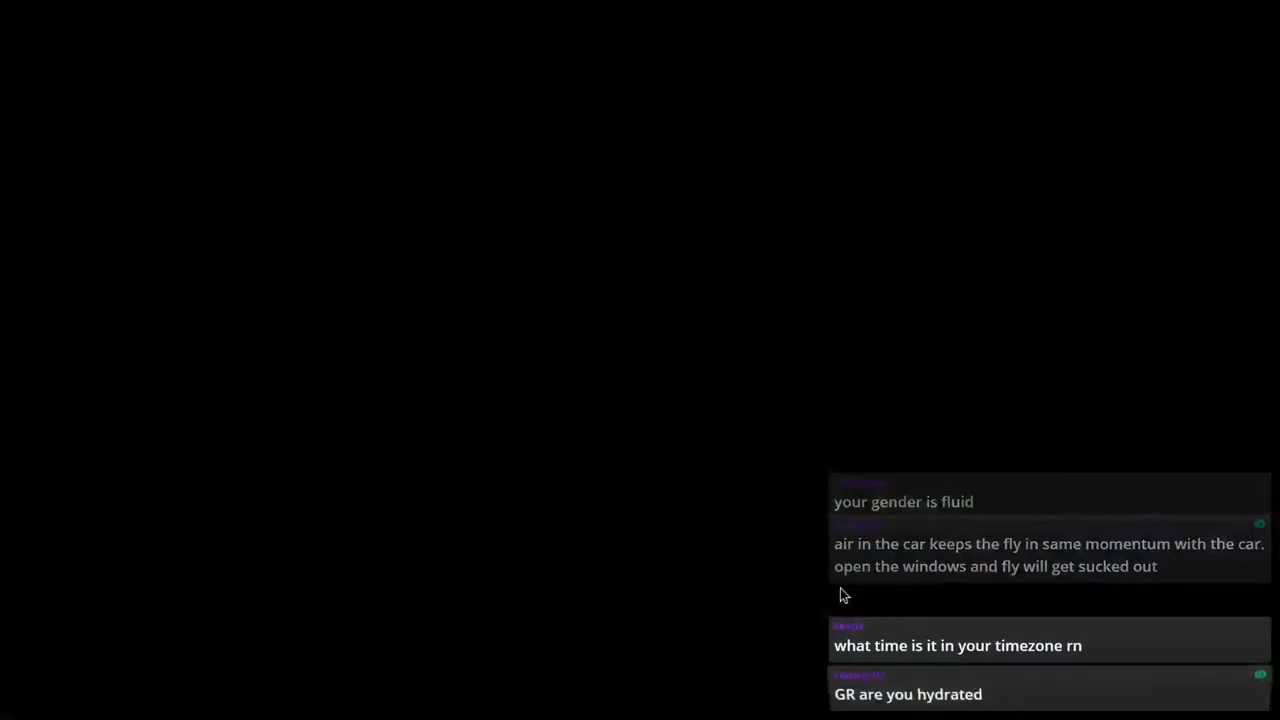 your gender is fluid
air in the car keeps the fly in same momentum with the car.
open the windows and fly will get sucked out
what time is it in your timezone rn
GR are you hydrated